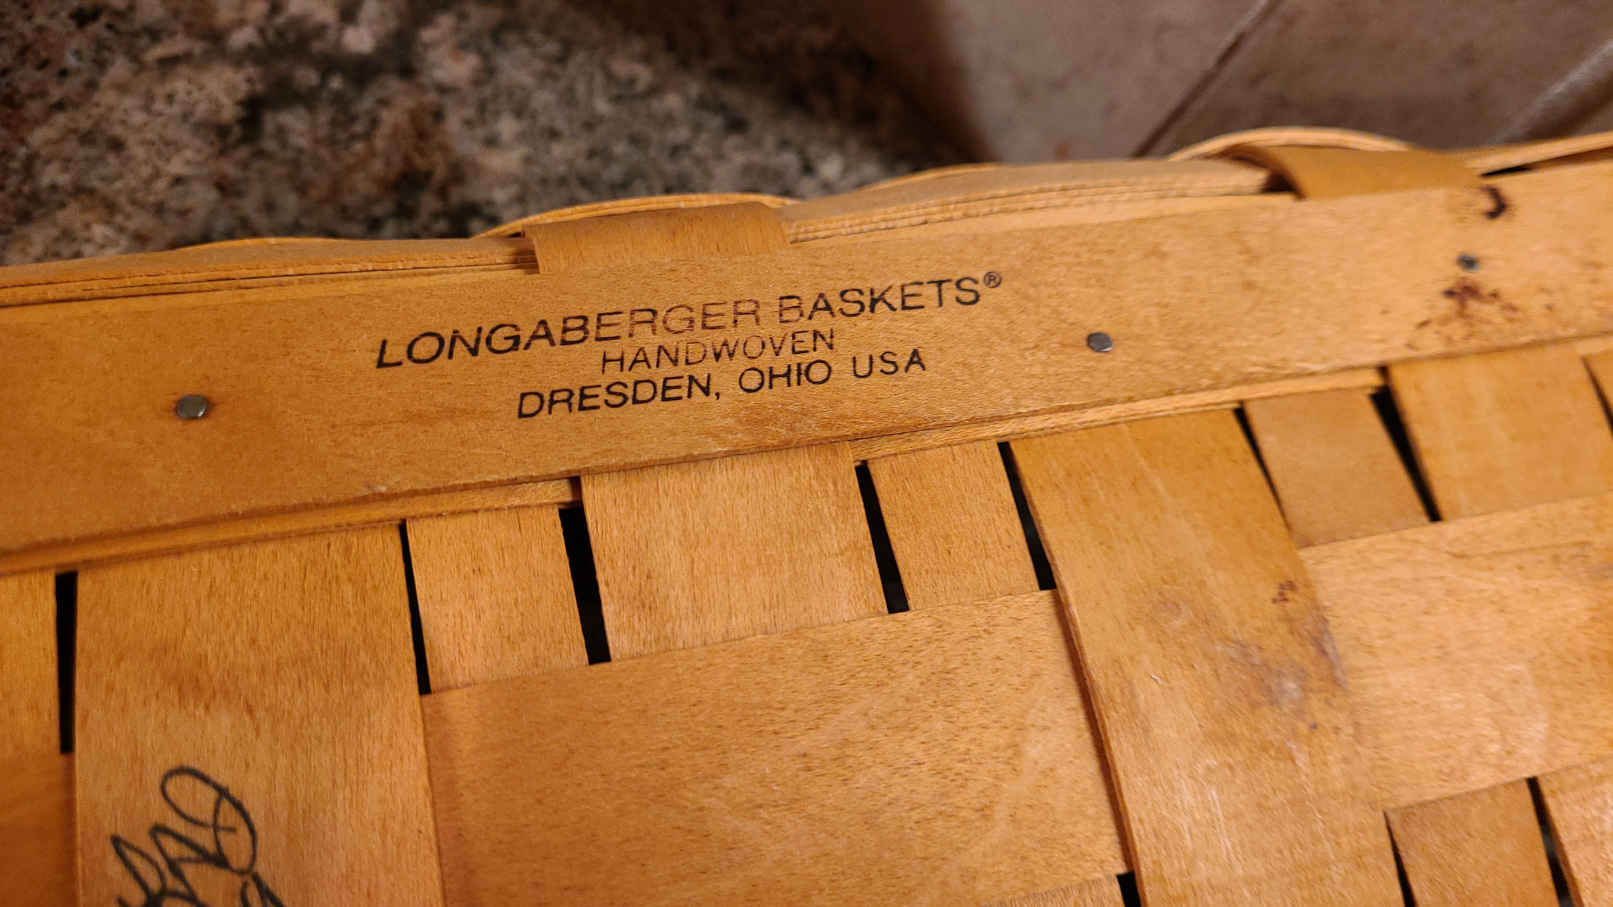 LONGABERGER BASKETS®
HANDWOVEN
DRESDEN, OHIO USA